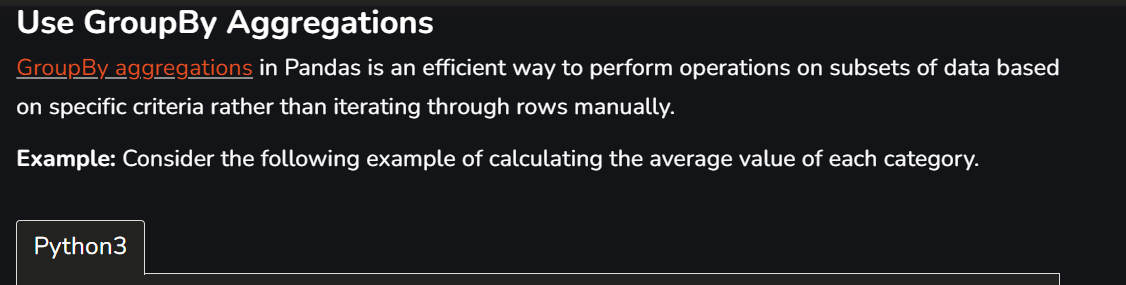 Use GroupBy Aggregations
GroupBy aggregations in Pandas is an efficient way to perform operations on subsets of data based
on specific criteria rather than iterating through rows manually.
Example: Consider the following example of calculating the average value of each category.
Python3